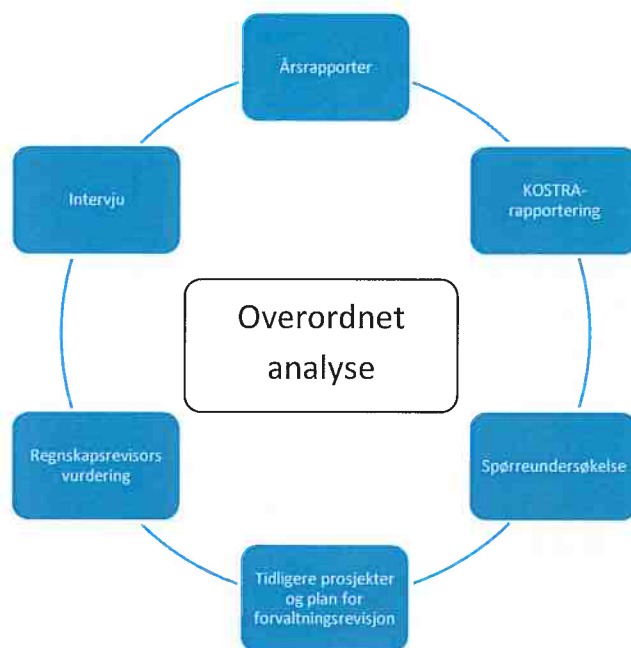 Årsrapporter
Intervju
KOSTRA-
rapportering
Overordnet
analyse
Regnskapsrevisors
vurdering
Spørreundersøkelse
Tidligere prosjekter
og plan for
forvaltningsrevisjon